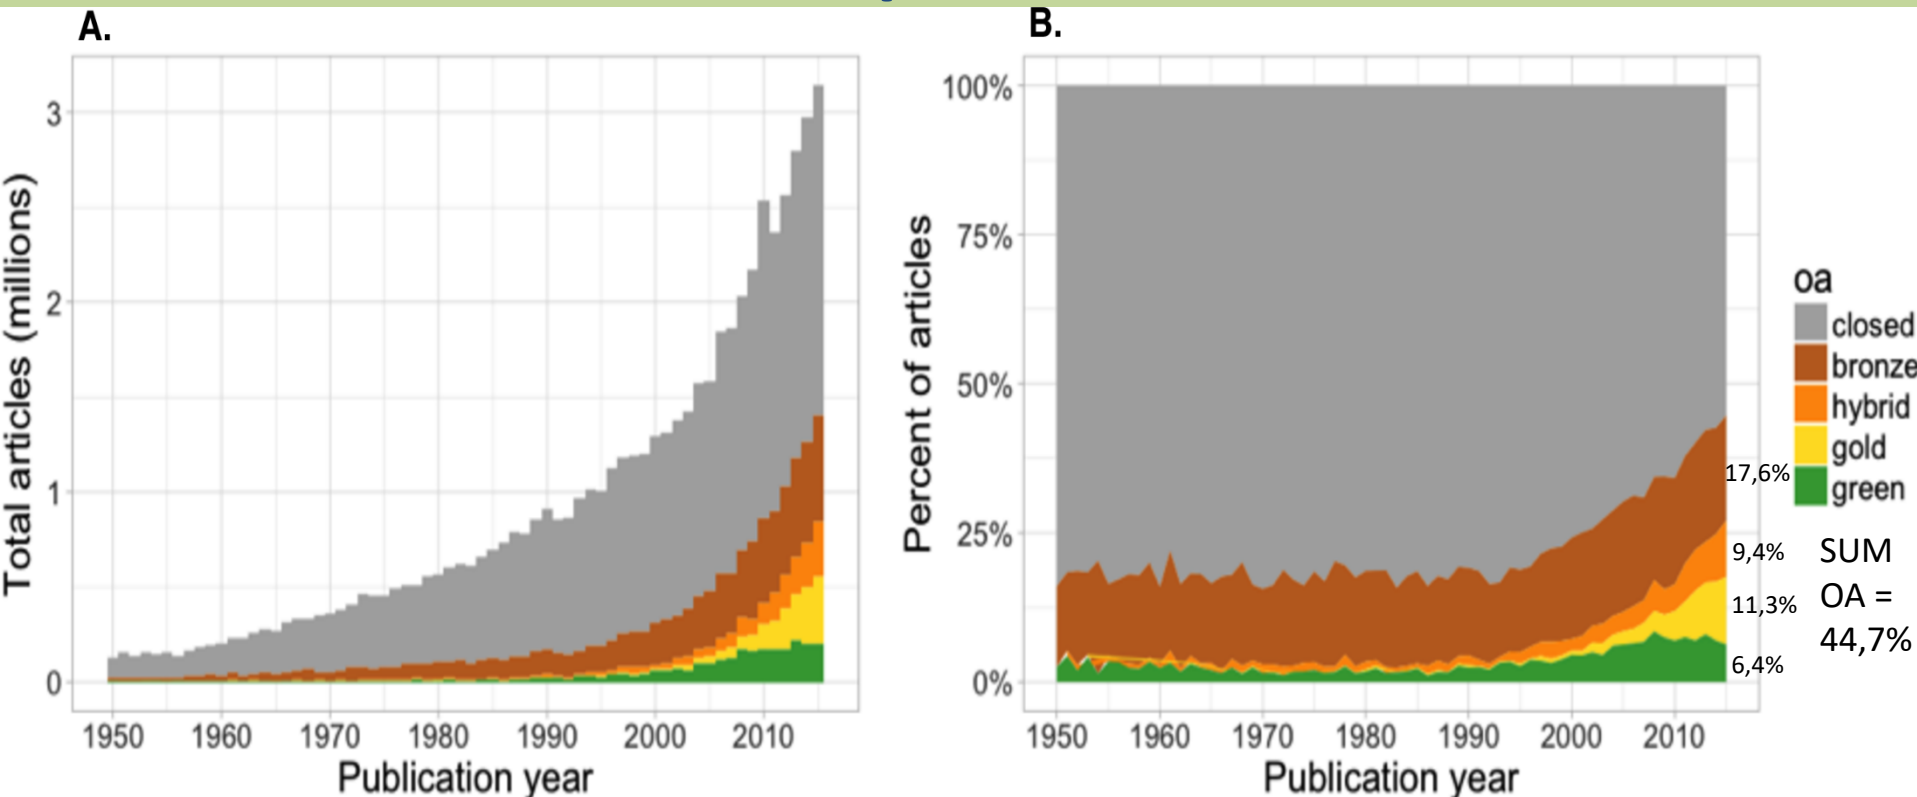 A.
Total articles (millions)
3
2
1
0
1950 1960 1970 1980 1990 2000 2010
Publication year
B.
Percent of articles
100%
75%
50%
25%
0%
1950 1960 1970 1980 1990 2000 2010
Publication year
17,6%
9,4%
11,3%
6,4%
oa
closed
bronze
hybrid
gold
green
SUM
OA =
44,7%